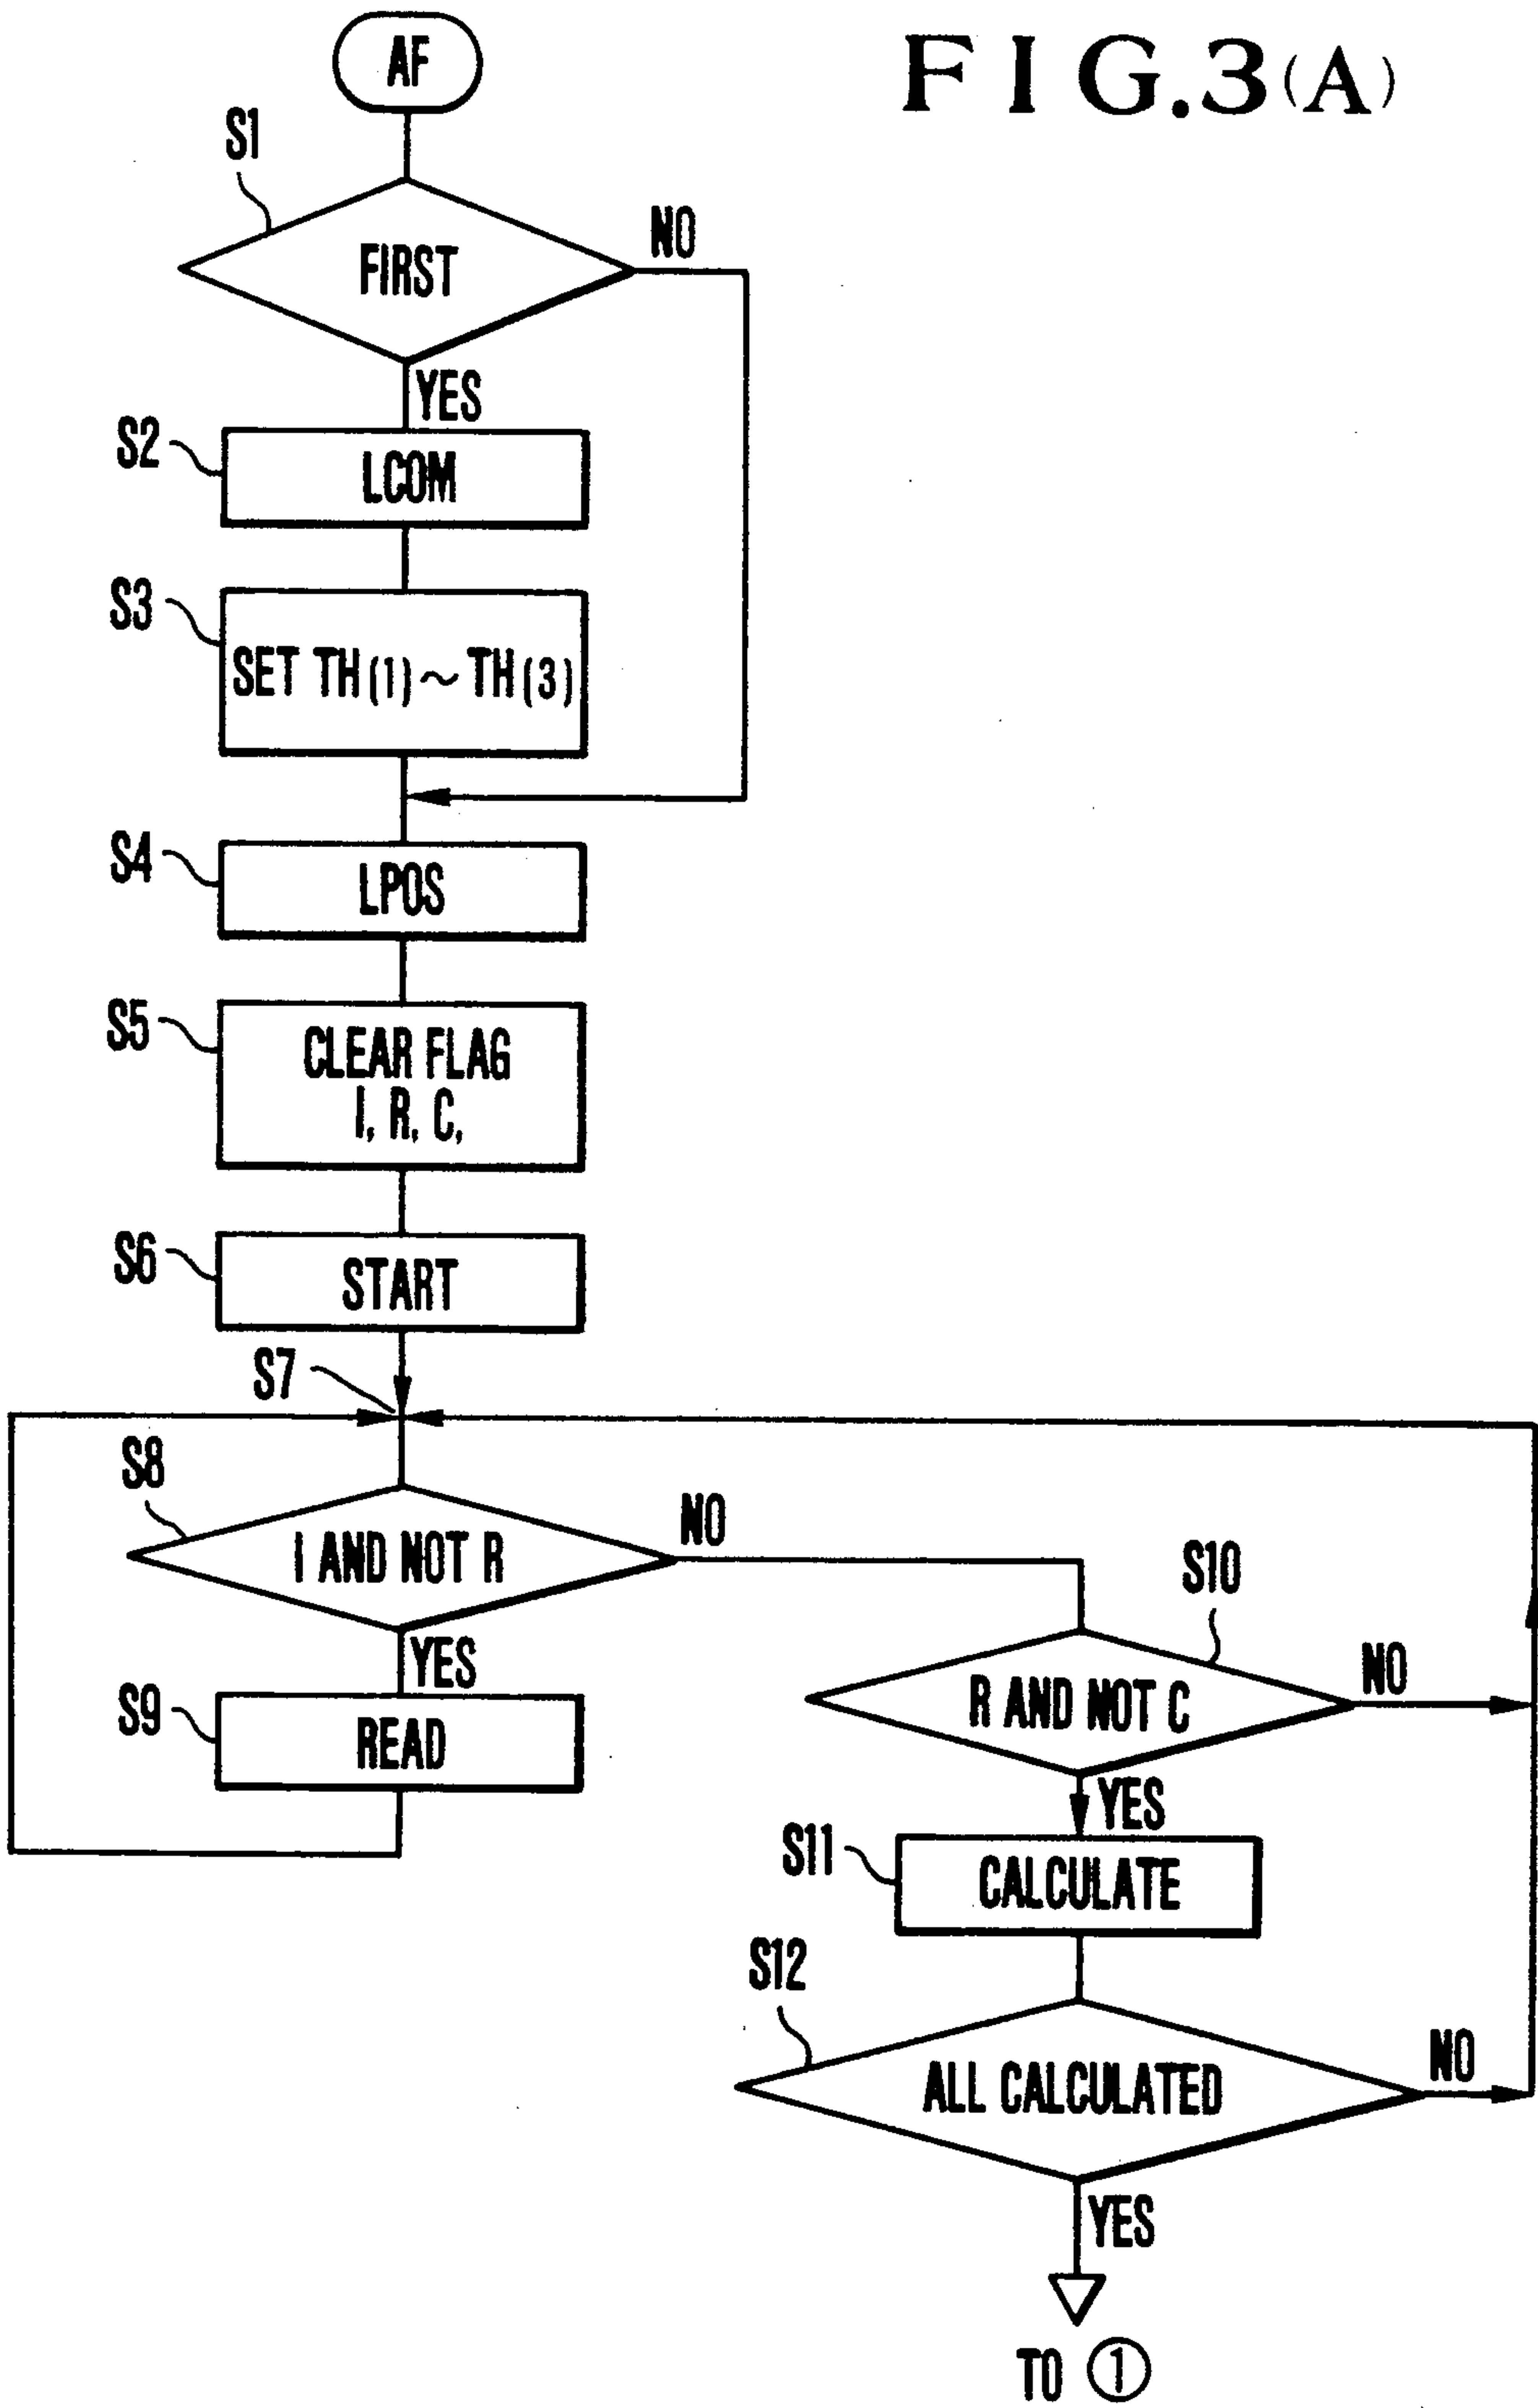 FIG.3(A)
AF
S1
FIRST
NO
YES
S2
LCOM
S3
SET TH(1)~TH(3)
S4
LPOS
S5
CLEAR FLAG
I, R, C,
S6
START
S7
S8
I AND NOT R
NO
YES
S9
READ
S10
R AND NOT C
NO
YES
S11
CALCULATE
S12
ALL CALCULATED
NO
YES
TO ①